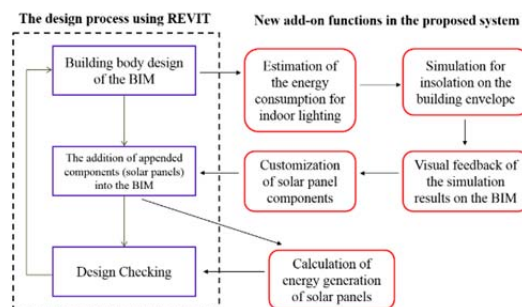 The design process using REVIT
New add-on functions in the proposed system
Building body design
of the BIM
Estimation of
the energy
consumption for
indoor lighting
Simulation for
insolation on the
building envelope
The addition of appended
components (solar panels)
into the BIM
Customization
of solar panel
components
Visual feedback of
the simulation
results on the BIM
Design Checking
Calculation of
energy generation
of solar panels